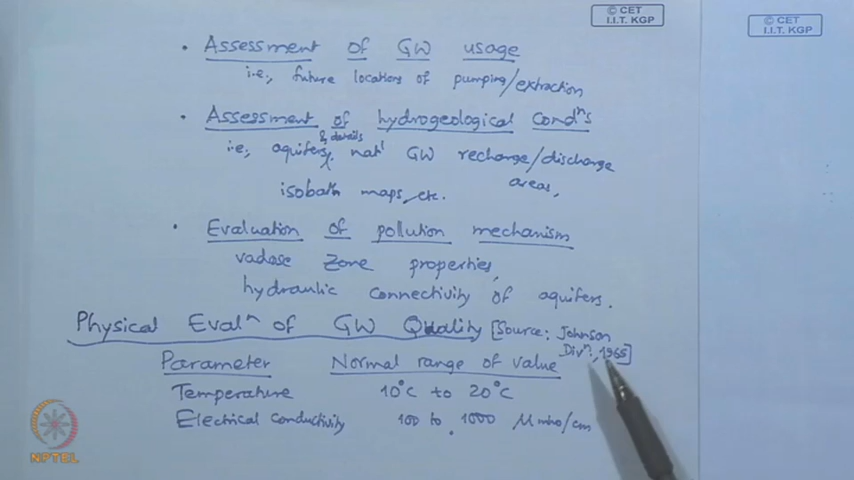 © CET
I.I.T. KGP
© CET
I.I.T. KGP
• Assessment of GW usage
i.e., future locations of pumping/extraction
• Assessment of hydrogeological Condⁿs
i.e., aquifers & details, natˡ GW recharge/discharge
areas,
isobath maps, etc.
• Evaluation of pollution mechanism
vadose zone properties,
hydraulic connectivity of aquifers.
Physical Evalⁿ of GW Quality [Source: Johnson
Divⁿ, 1965]
Parameter Normal range of value
Temperature 10°C to 20°C
Electrical conductivity 100 to 1000 µ mho/cm
NPTEL